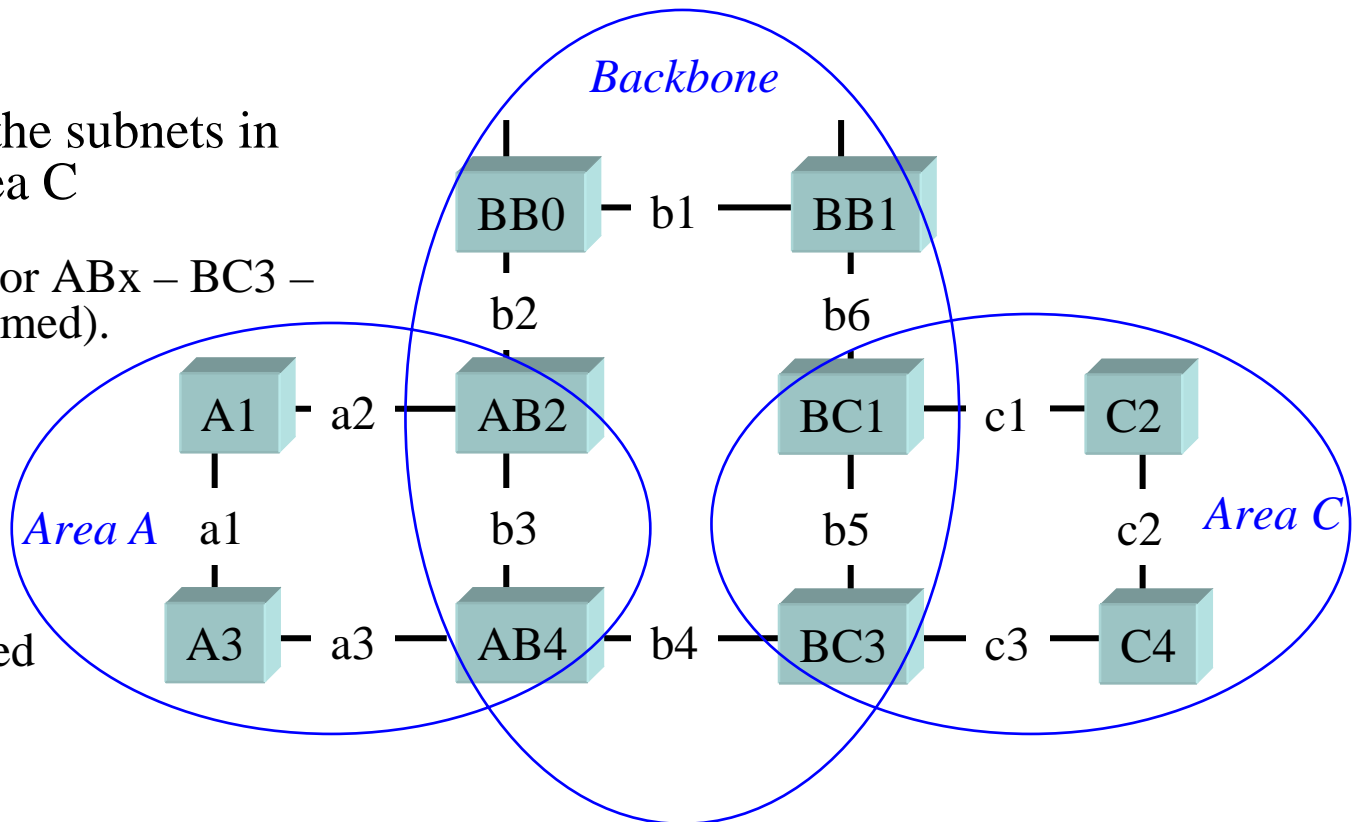 Backbone
the subnets in
ea C
BB0 b1 BB1
or ABx – BC3 –
med).
b2 b6
A1 a2 AB2 BC1 c1 C2
Area A a1 b3 b5 c2 Area C
A3 a3 AB4 b4 BC3 c3 C4
ed